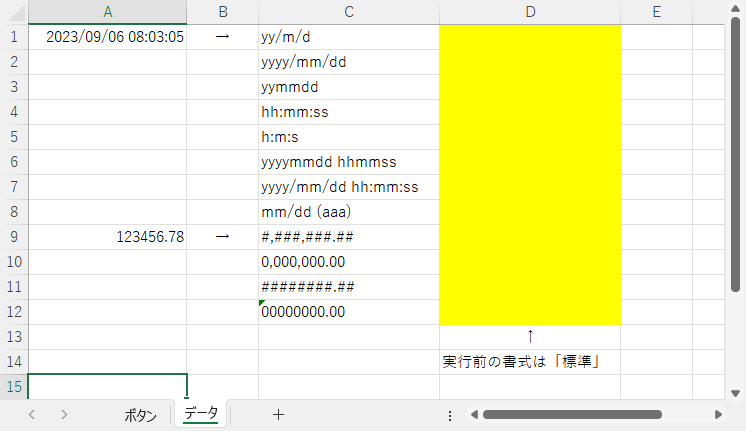 A B C D E
1 2023/09/06 08:03:05 → yy/m/d
2 yyyy/mm/dd
3 yymmdd
4 hh:mm:ss
5 h:m:s
6 yyyymmdd hhmmss
7 yyyy/mm/dd hh:mm:ss
8 mm/dd (aaa)
9 123456.78 → #,###,###.##
10 0,000,000.00
11 ########.##
12 00000000.00
13 ↑
14 実行前の書式は「標準」
15
ボタン データ +